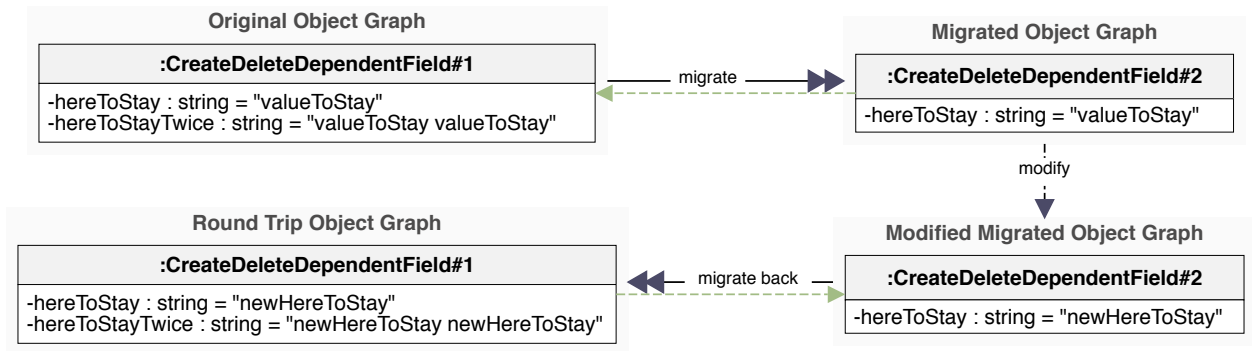 Original Object Graph
:CreateDeleteDependentField#1
-hereToStay : string = "valueToStay"
-hereToStayTwice : string = "valueToStay valueToStay"
migrate
Migrated Object Graph
:CreateDeleteDependentField#2
-hereToStay : string = "valueToStay"
modify
Round Trip Object Graph
:CreateDeleteDependentField#1
-hereToStay : string = "newHereToStay"
-hereToStayTwice : string = "newHereToStay newHereToStay"
migrate back
Modified Migrated Object Graph
:CreateDeleteDependentField#2
-hereToStay : string = "newHereToStay"